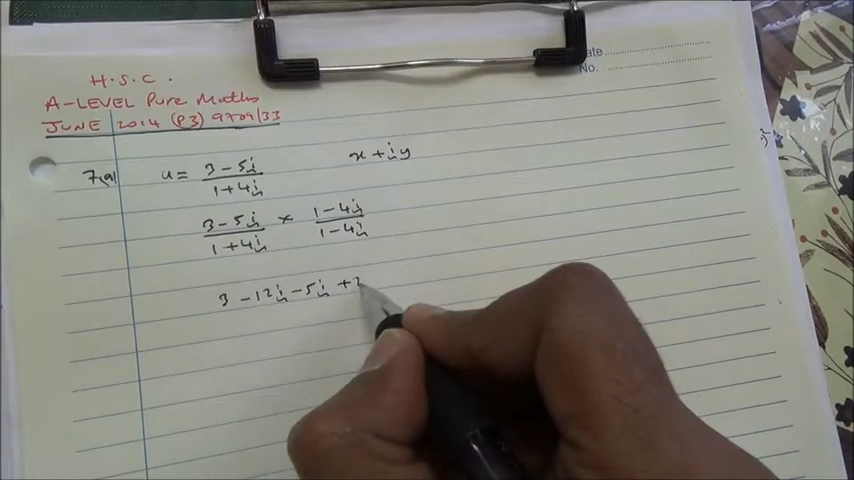 Date
No.
H.S.C.
A-LEVEL Pure Maths
JUNE 2014 (P3) 9709/33
7(a) u = 3-5i / 1+4i x + iy
3-5i / 1+4i × 1-4i / 1-4i
3 -12i -5i +2